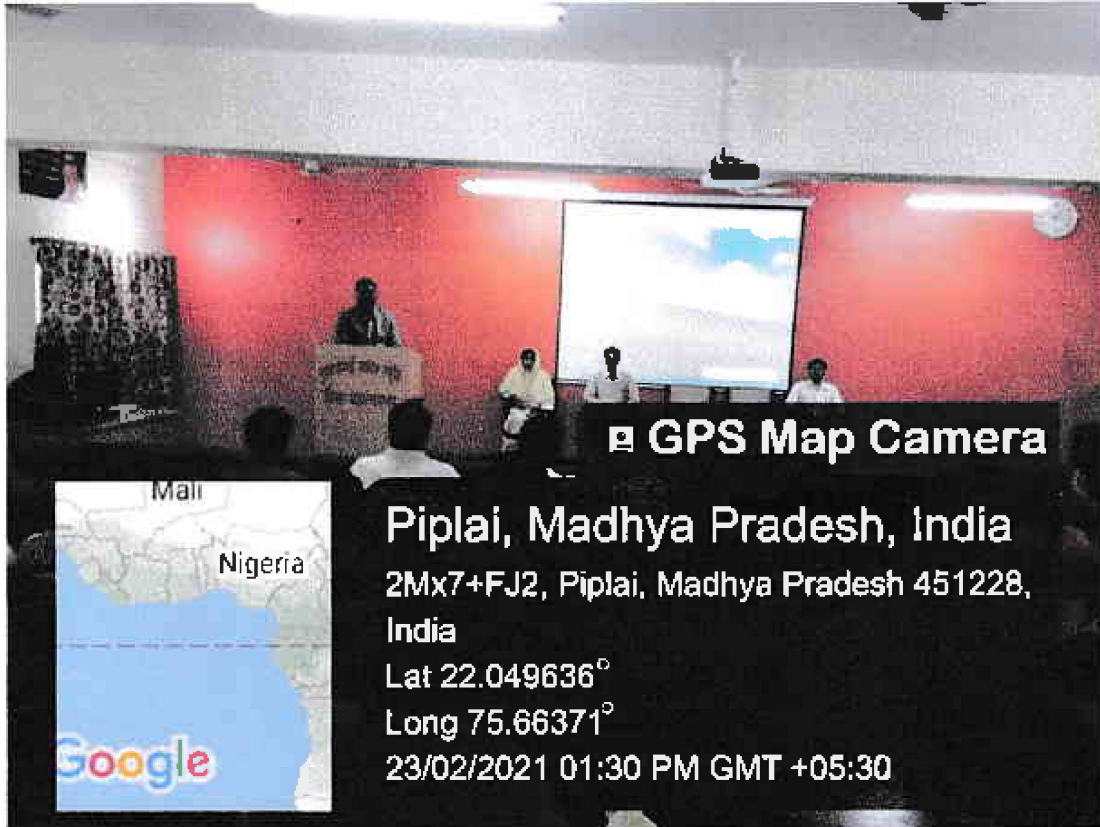 GPS Map Camera
Mali
Nigeria
Google
Piplai, Madhya Pradesh, India
2Mx7+FJ2, Piplai, Madhya Pradesh 451228,
India
Lat 22.049636°
Long 75.66371°
23/02/2021 01:30 PM GMT +05:30